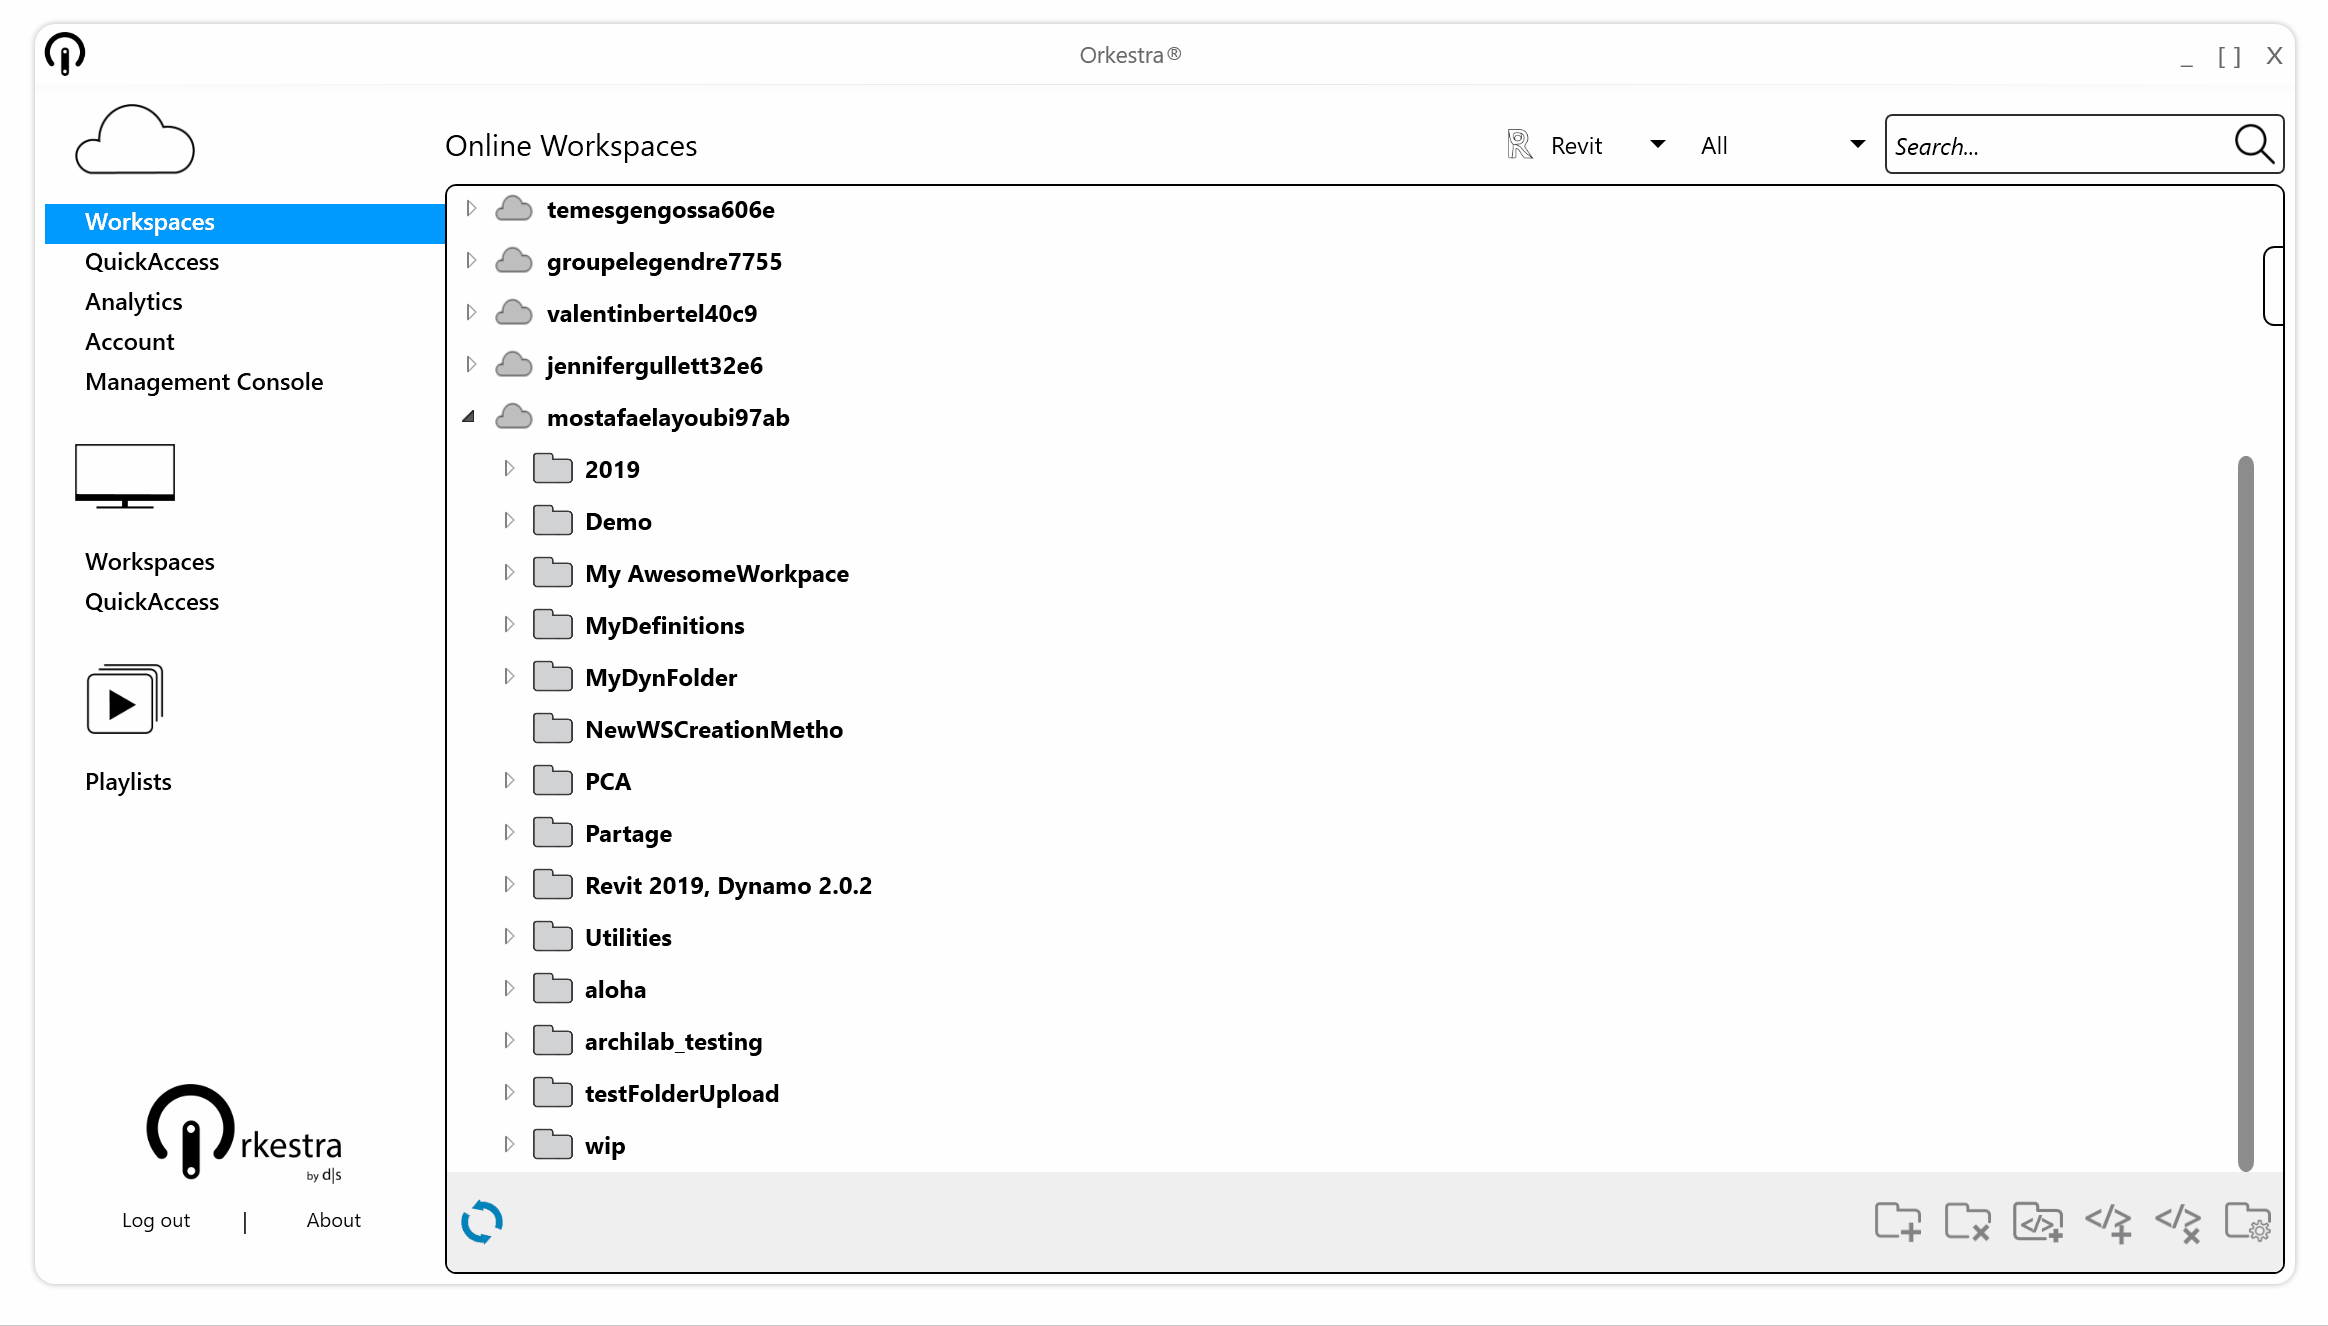 Orkestra®
_ [ ] X
Online Workspaces
Revit
All
Search...
Workspaces
QuickAccess
Analytics
Account
Management Console
Workspaces
QuickAccess
Playlists
temesgengossa606e
groupelegendre7755
valentinbertel40c9
jennifergullett32e6
mostafaelayoubi97ab
2019
Demo
My AwesomeWorkpace
MyDefinitions
MyDynFolder
NewWSCreationMetho
PCA
Partage
Revit 2019, Dynamo 2.0.2
Utilities
aloha
archilab_testing
testFolderUpload
wip
rkestra
by d|s
Log out | About